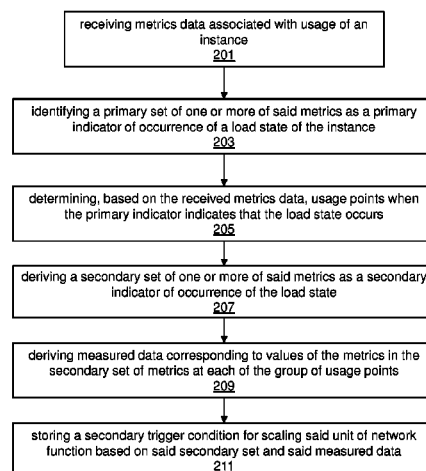 receiving metrics data associated with usage of an
instance
201
identifying a primary set of one or more of said metrics as a primary
indicator of occurrence of a load state of the instance
203
determining, based on the received metrics data, usage points when
the primary indicator indicates that the load state occurs
205
deriving a secondary set of one or more of said metrics as a secondary
indicator of occurrence of the load state
207
deriving measured data corresponding to values of the metrics in the
secondary set of metrics at each of the group of usage points
209
storing a secondary trigger condition for scaling said unit of network
function based on said secondary set and said measured data
211